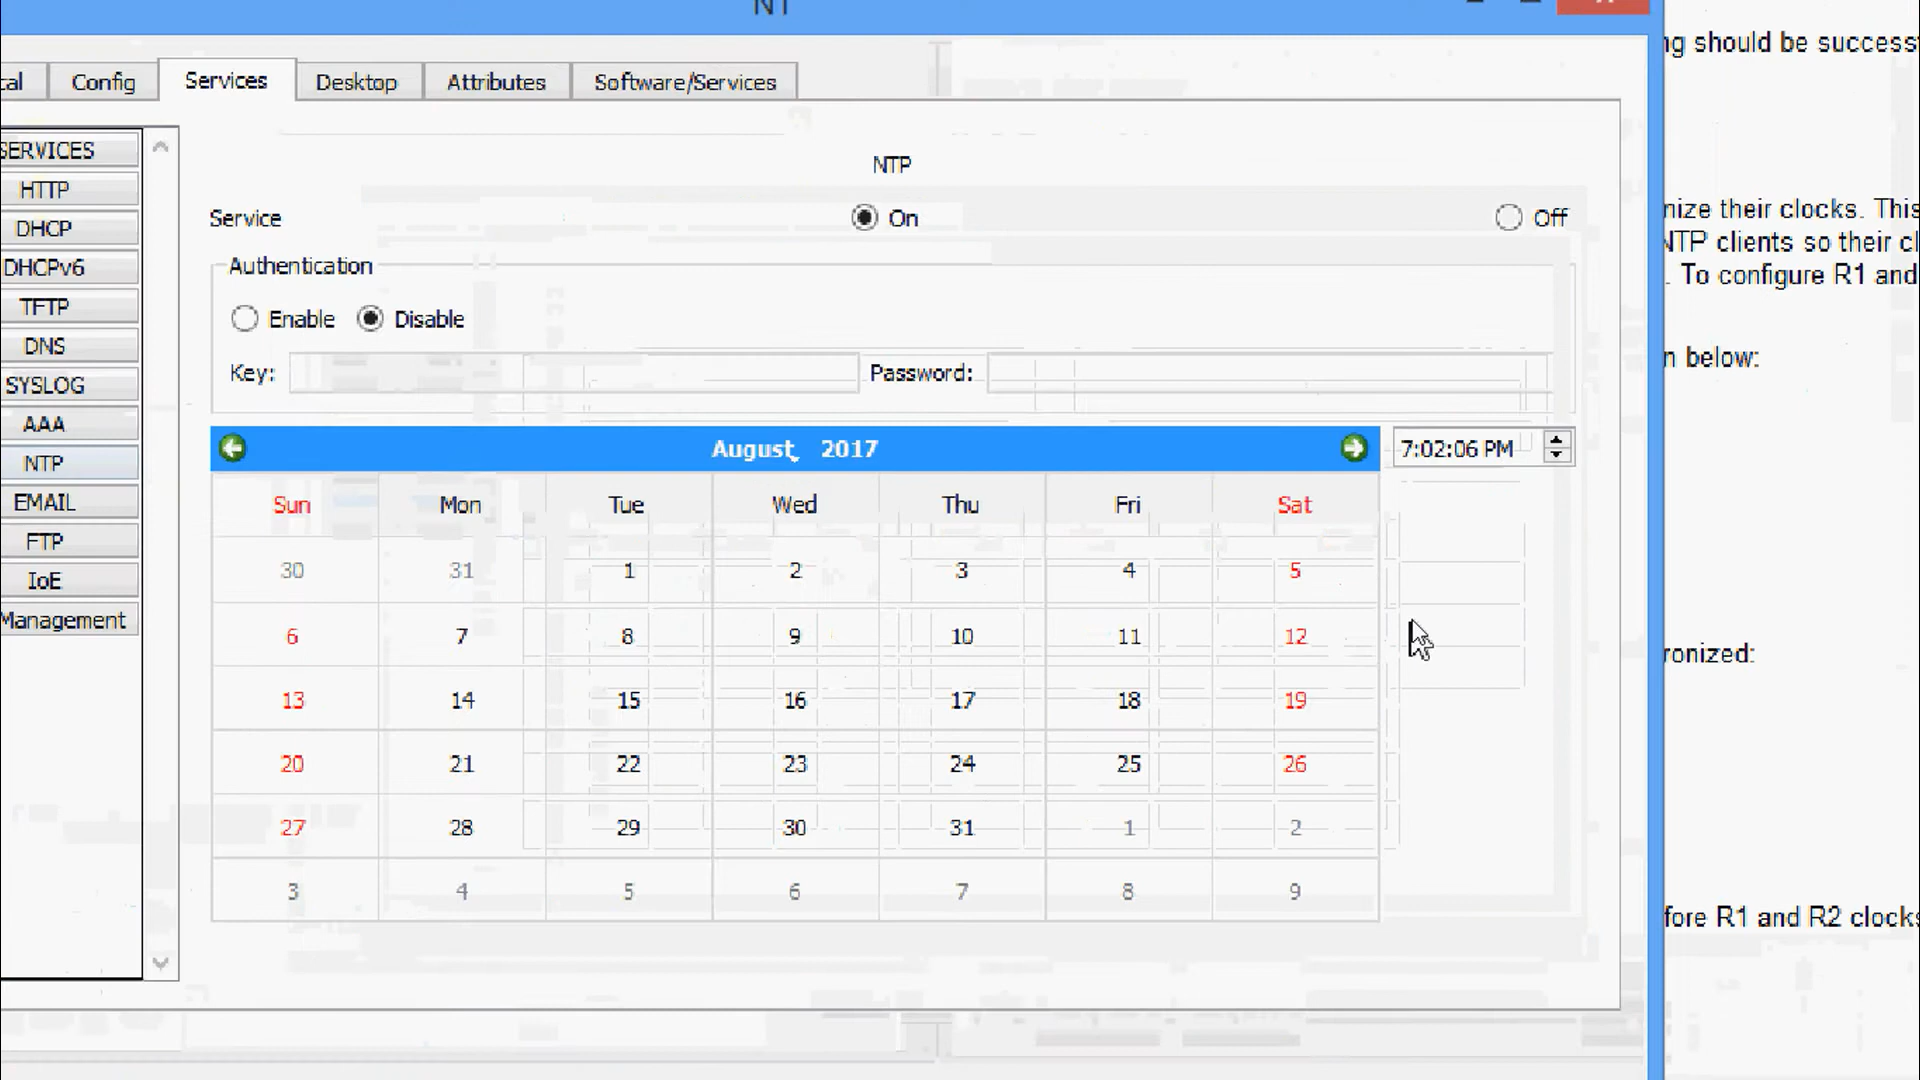 NT
cal Config Services Desktop Attributes Software/Services
SERVICES
HTTP
DHCP
DHCPv6
TFTP
DNS
SYSLOG
AAA
NTP
EMAIL
FTP
IoE
Management
NTP
Service On Off
Authentication
Enable Disable
Key: Password:
August, 2017 7:02:06 PM
Sun Mon Tue Wed Thu Fri Sat
30 31 1 2 3 4 5
6 7 8 9 10 11 12
13 14 15 16 17 18 19
20 21 22 23 24 25 26
27 28 29 30 31 1 2
3 4 5 6 7 8 9
ng should be success
nize their clocks. This
NTP clients so their cl
. To configure R1 and
n below:
ronized:
fore R1 and R2 clocks